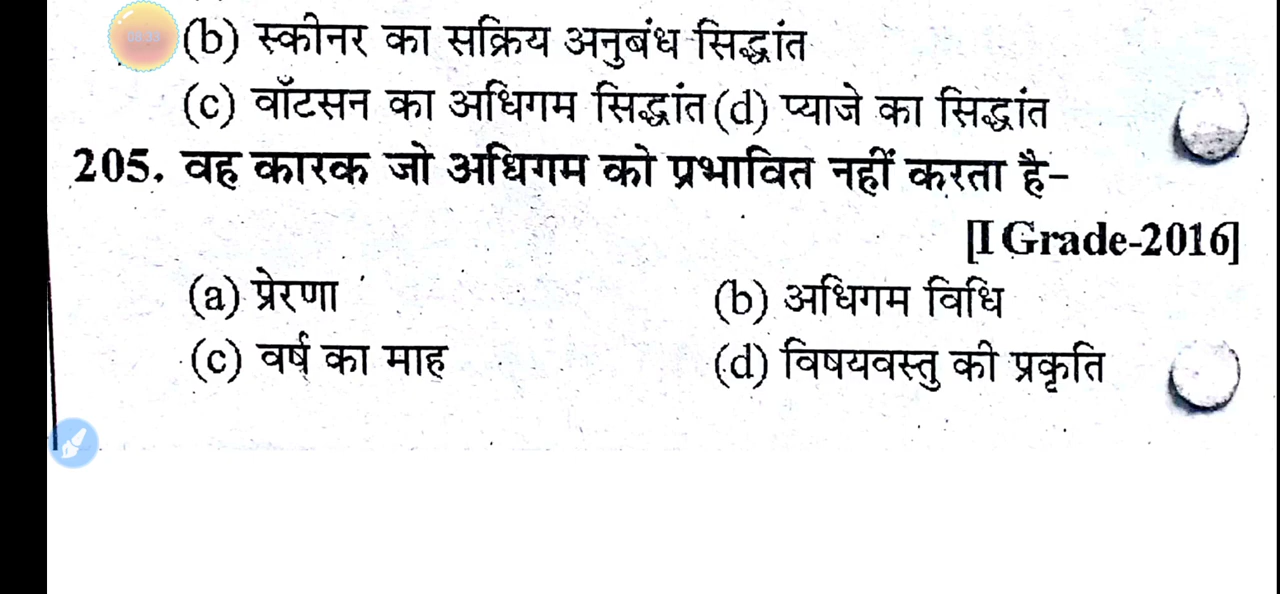 (b) स्कीनर का सक्रिय अनुबंध सिद्धांत
(c) वॉटसन का अधिगम सिद्धांत (d) प्याजे का सिद्धांत
205. वह कारक जो अधिगम को प्रभावित नहीं करता है-
[I Grade-2016]
(a) प्रेरणा (b) अधिगम विधि
(c) वर्ष का माह (d) विषयवस्तु की प्रकृति